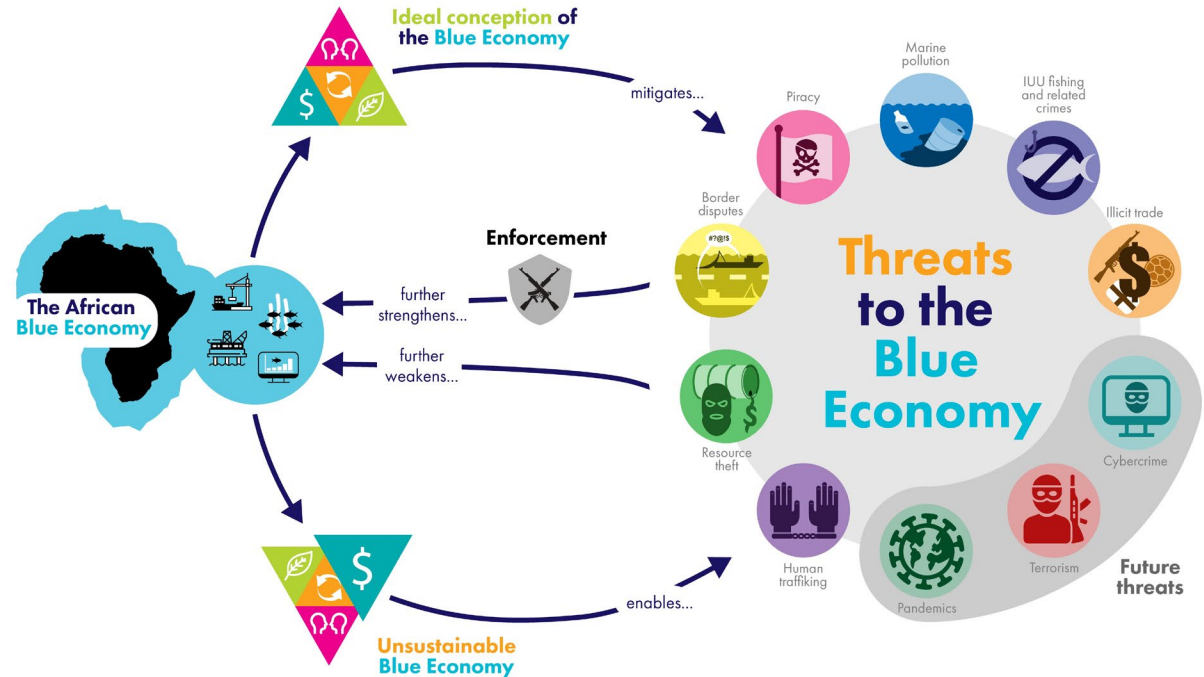 Ideal conception of
the Blue Economy
mitigates...
Marine
pollution
Piracy
IUU fishing
and related
crimes
Border
disputes
#?@!$
Illicit trade
Enforcement
The African
Blue Economy
further
strengthens...
further
weakens...
Threats
to the
Blue
Economy
$
$
$
$
Resource
theft
Cybercrime
Human
traffiking
Terrorism
Pandemics
Future
threats
enables...
$
Unsustainable
Blue Economy